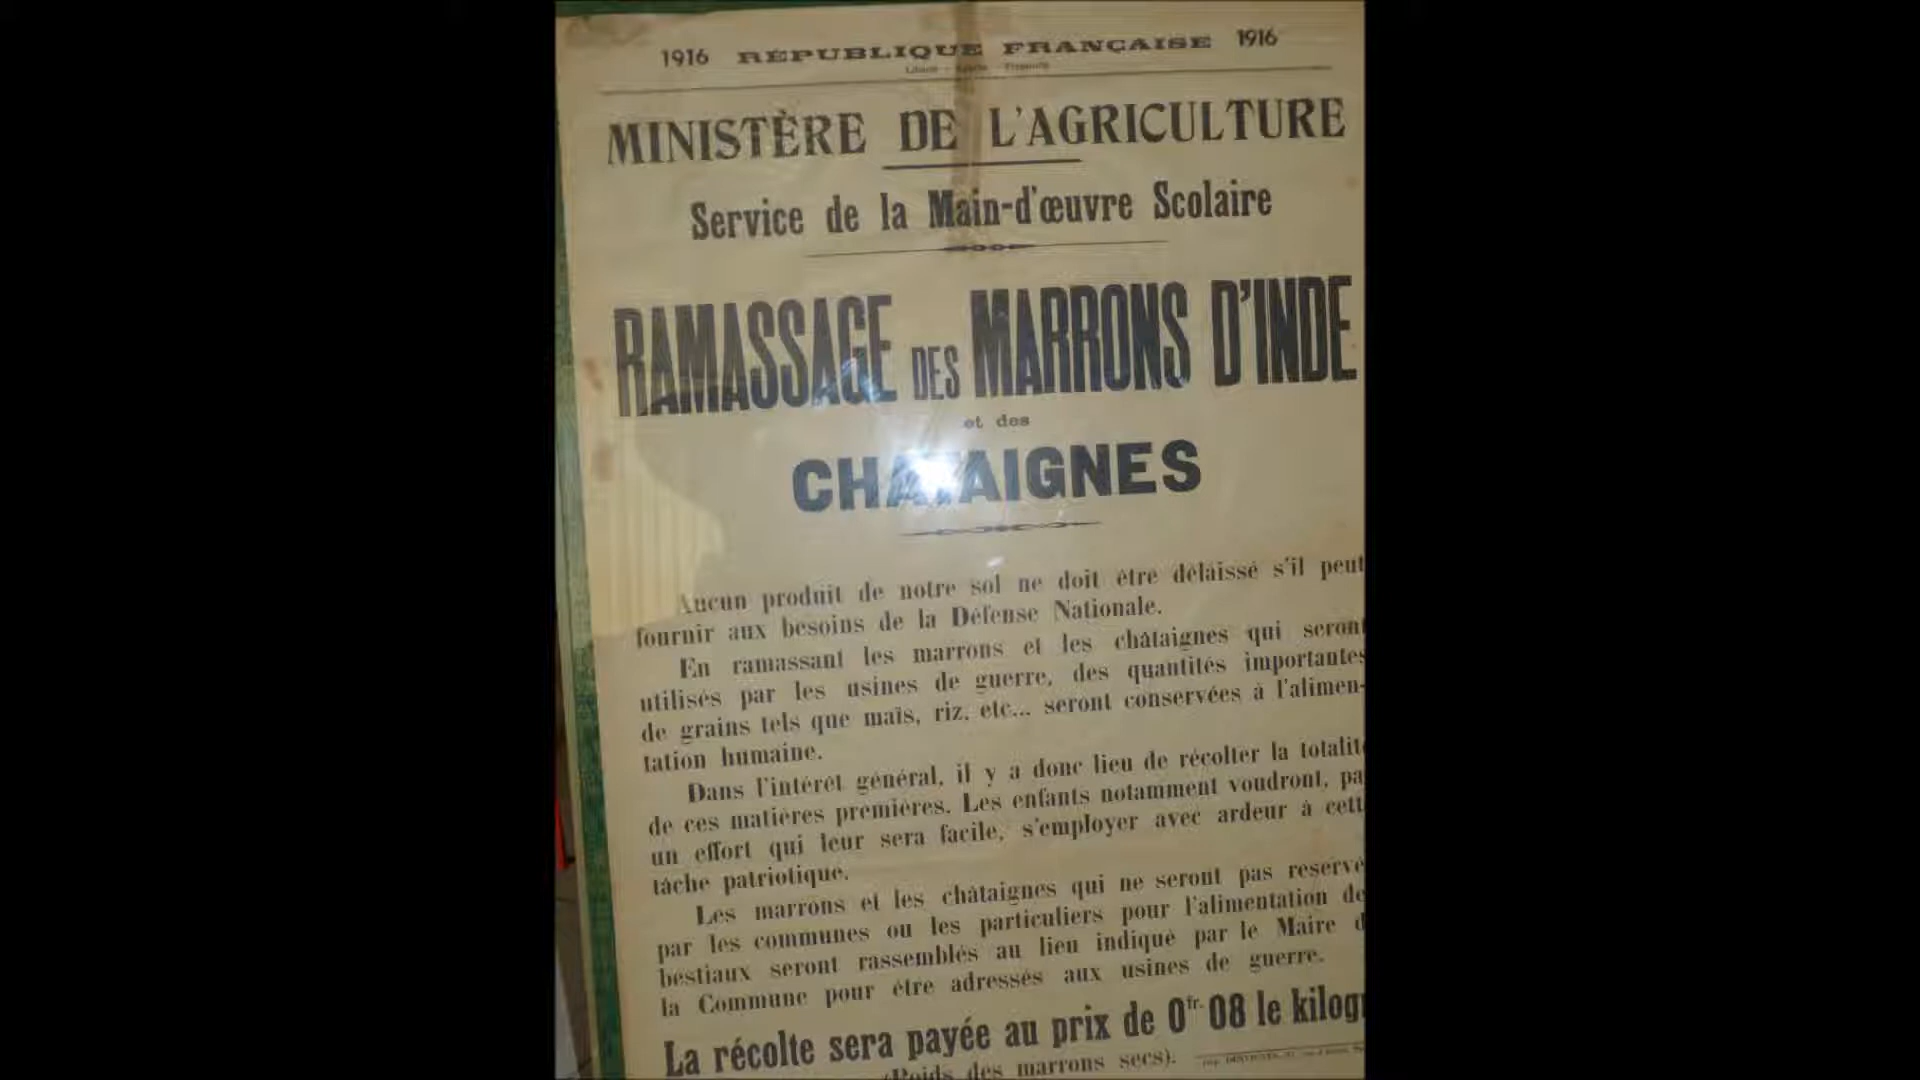 1916 RÉPUBLIQUE FRANÇAISE 1916
MINISTÈRE DE L'AGRICULTURE
Service de la Main-d'œuvre Scolaire
RAMASSAGE DES MARRONS D'INDE
et des
CHATAIGNES
Aucun produit de notre sol ne doit être délaissé s'il peut
fournir aux besoins de la Défense Nationale.
En ramassant les marrons et les châtaignes qui seront
utilisés par les usines de guerre, des quantités importantes
de grains tels que maïs, riz, etc... seront conservées à l'alimen-
tation humaine.
Dans l'intérêt général, il y a donc lieu de récolter la totalité
de ces matières premières. Les enfants notamment voudront, pa
un effort qui leur sera facile, s'employer avec ardeur à cett
tâche patriotique.
Les marrons et les châtaignes qui ne seront pas réservé
par les communes ou les particuliers pour l'alimentation de
bestiaux seront rassemblés au lieu indiqué par le Maire d
la Commune pour être adressés aux usines de guerre.
La récolte sera payée au prix de 0fr. 08 le kilogr
(Poids des marrons secs).